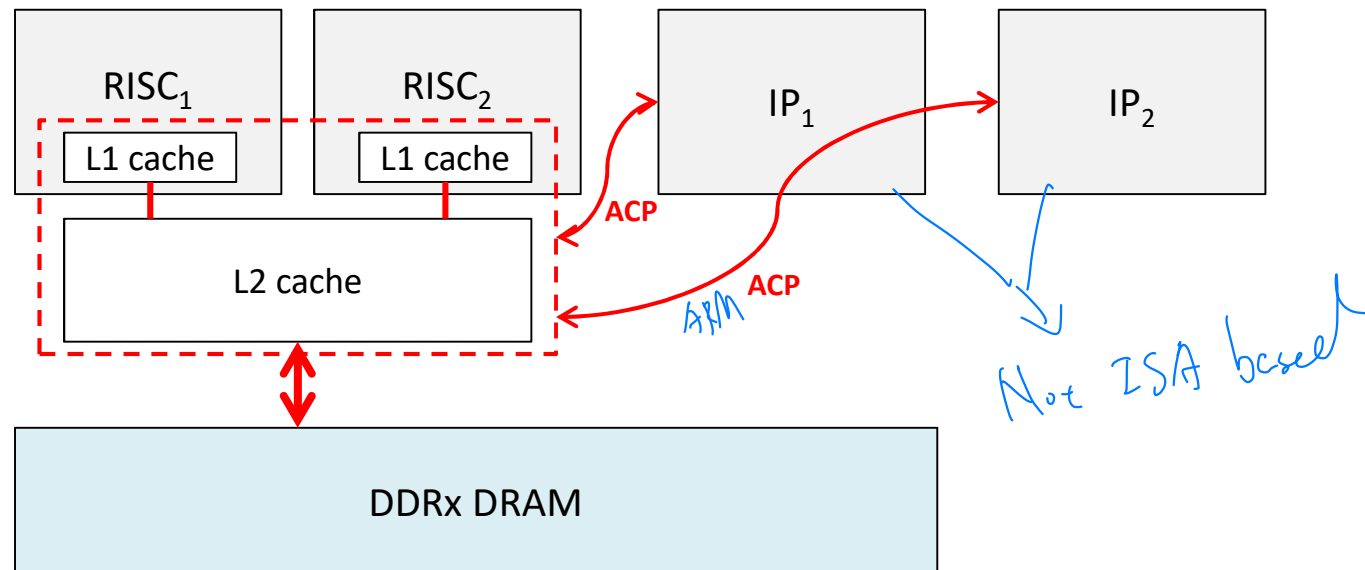 RISC₁
RISC₂
IP₁
IP₂
L1 cache
L1 cache
ACP
L2 cache
ACP
ARM
Not ISA based
DDRx DRAM